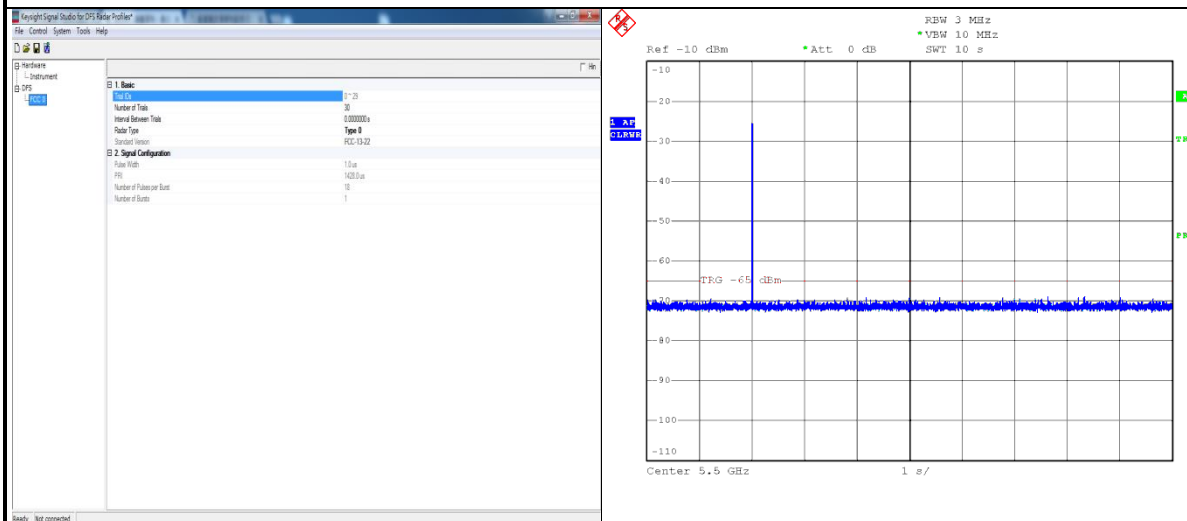 Keysight Signal Studio for DFS Radar Profiles*
File Control System Tools Help
Hardware
Instrument
DFS
FCC 0
1. Basic
Trial IDs 0~29
Number of Trials 30
Interval Between Trials 0.0000000 s
Radar Type Type 0
Standard Version FCC-13-22
2. Signal Configuration
Pulse Width 1.0 us
PRI 1428.0 us
Number of Pulses per Burst 18
Number of Bursts 1
Ready Not connected
R S
RBW 3 MHz
*VBW 10 MHz
Ref -10 dBm *Att 0 dB SWT 10 s
-10
-20
1 AP
CLRWR
-30
-40
-50
-60
TRG -65 dBm
-70
-80
-90
-100
-110
Center 5.5 GHz 1 s/